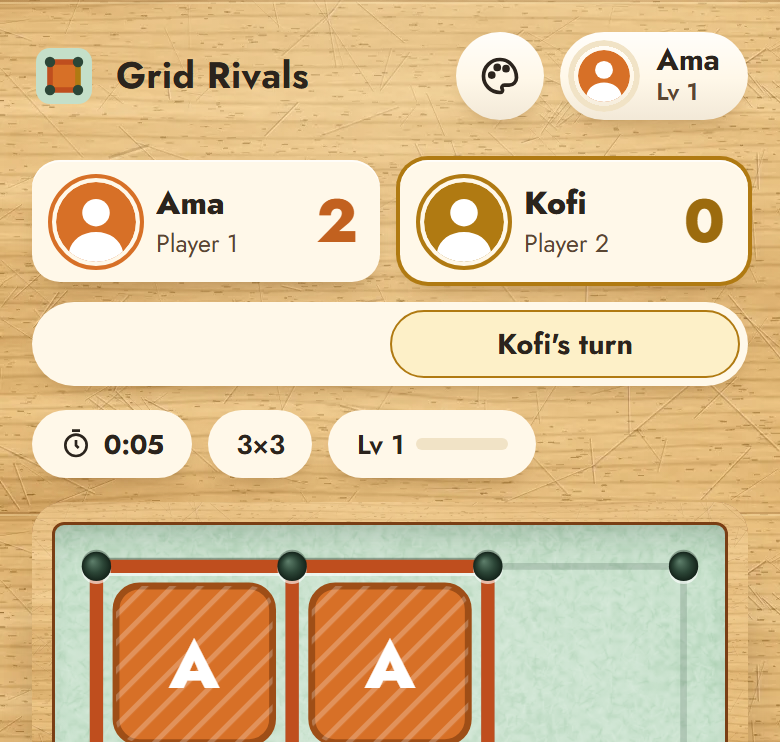 Grid Rivals
Ama
Lv 1
Ama
Player 1
2
Kofi
Player 2
0
Kofi's turn
0:05
3×3
Lv 1
A
A